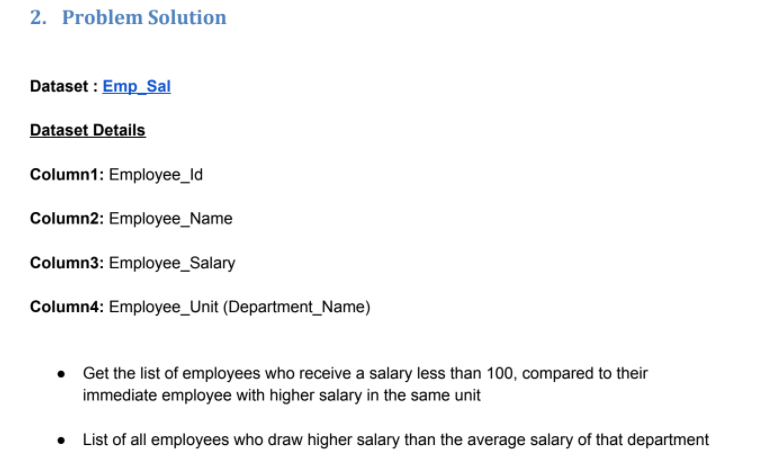 2. Problem Solution
Dataset : Emp_Sal
Dataset Details
Column1: Employee_Id
Column2: Employee_Name
Column3: Employee_Salary
Column4: Employee_Unit (Department_Name)
● Get the list of employees who receive a salary less than 100, compared to their
immediate employee with higher salary in the same unit
● List of all employees who draw higher salary than the average salary of that department